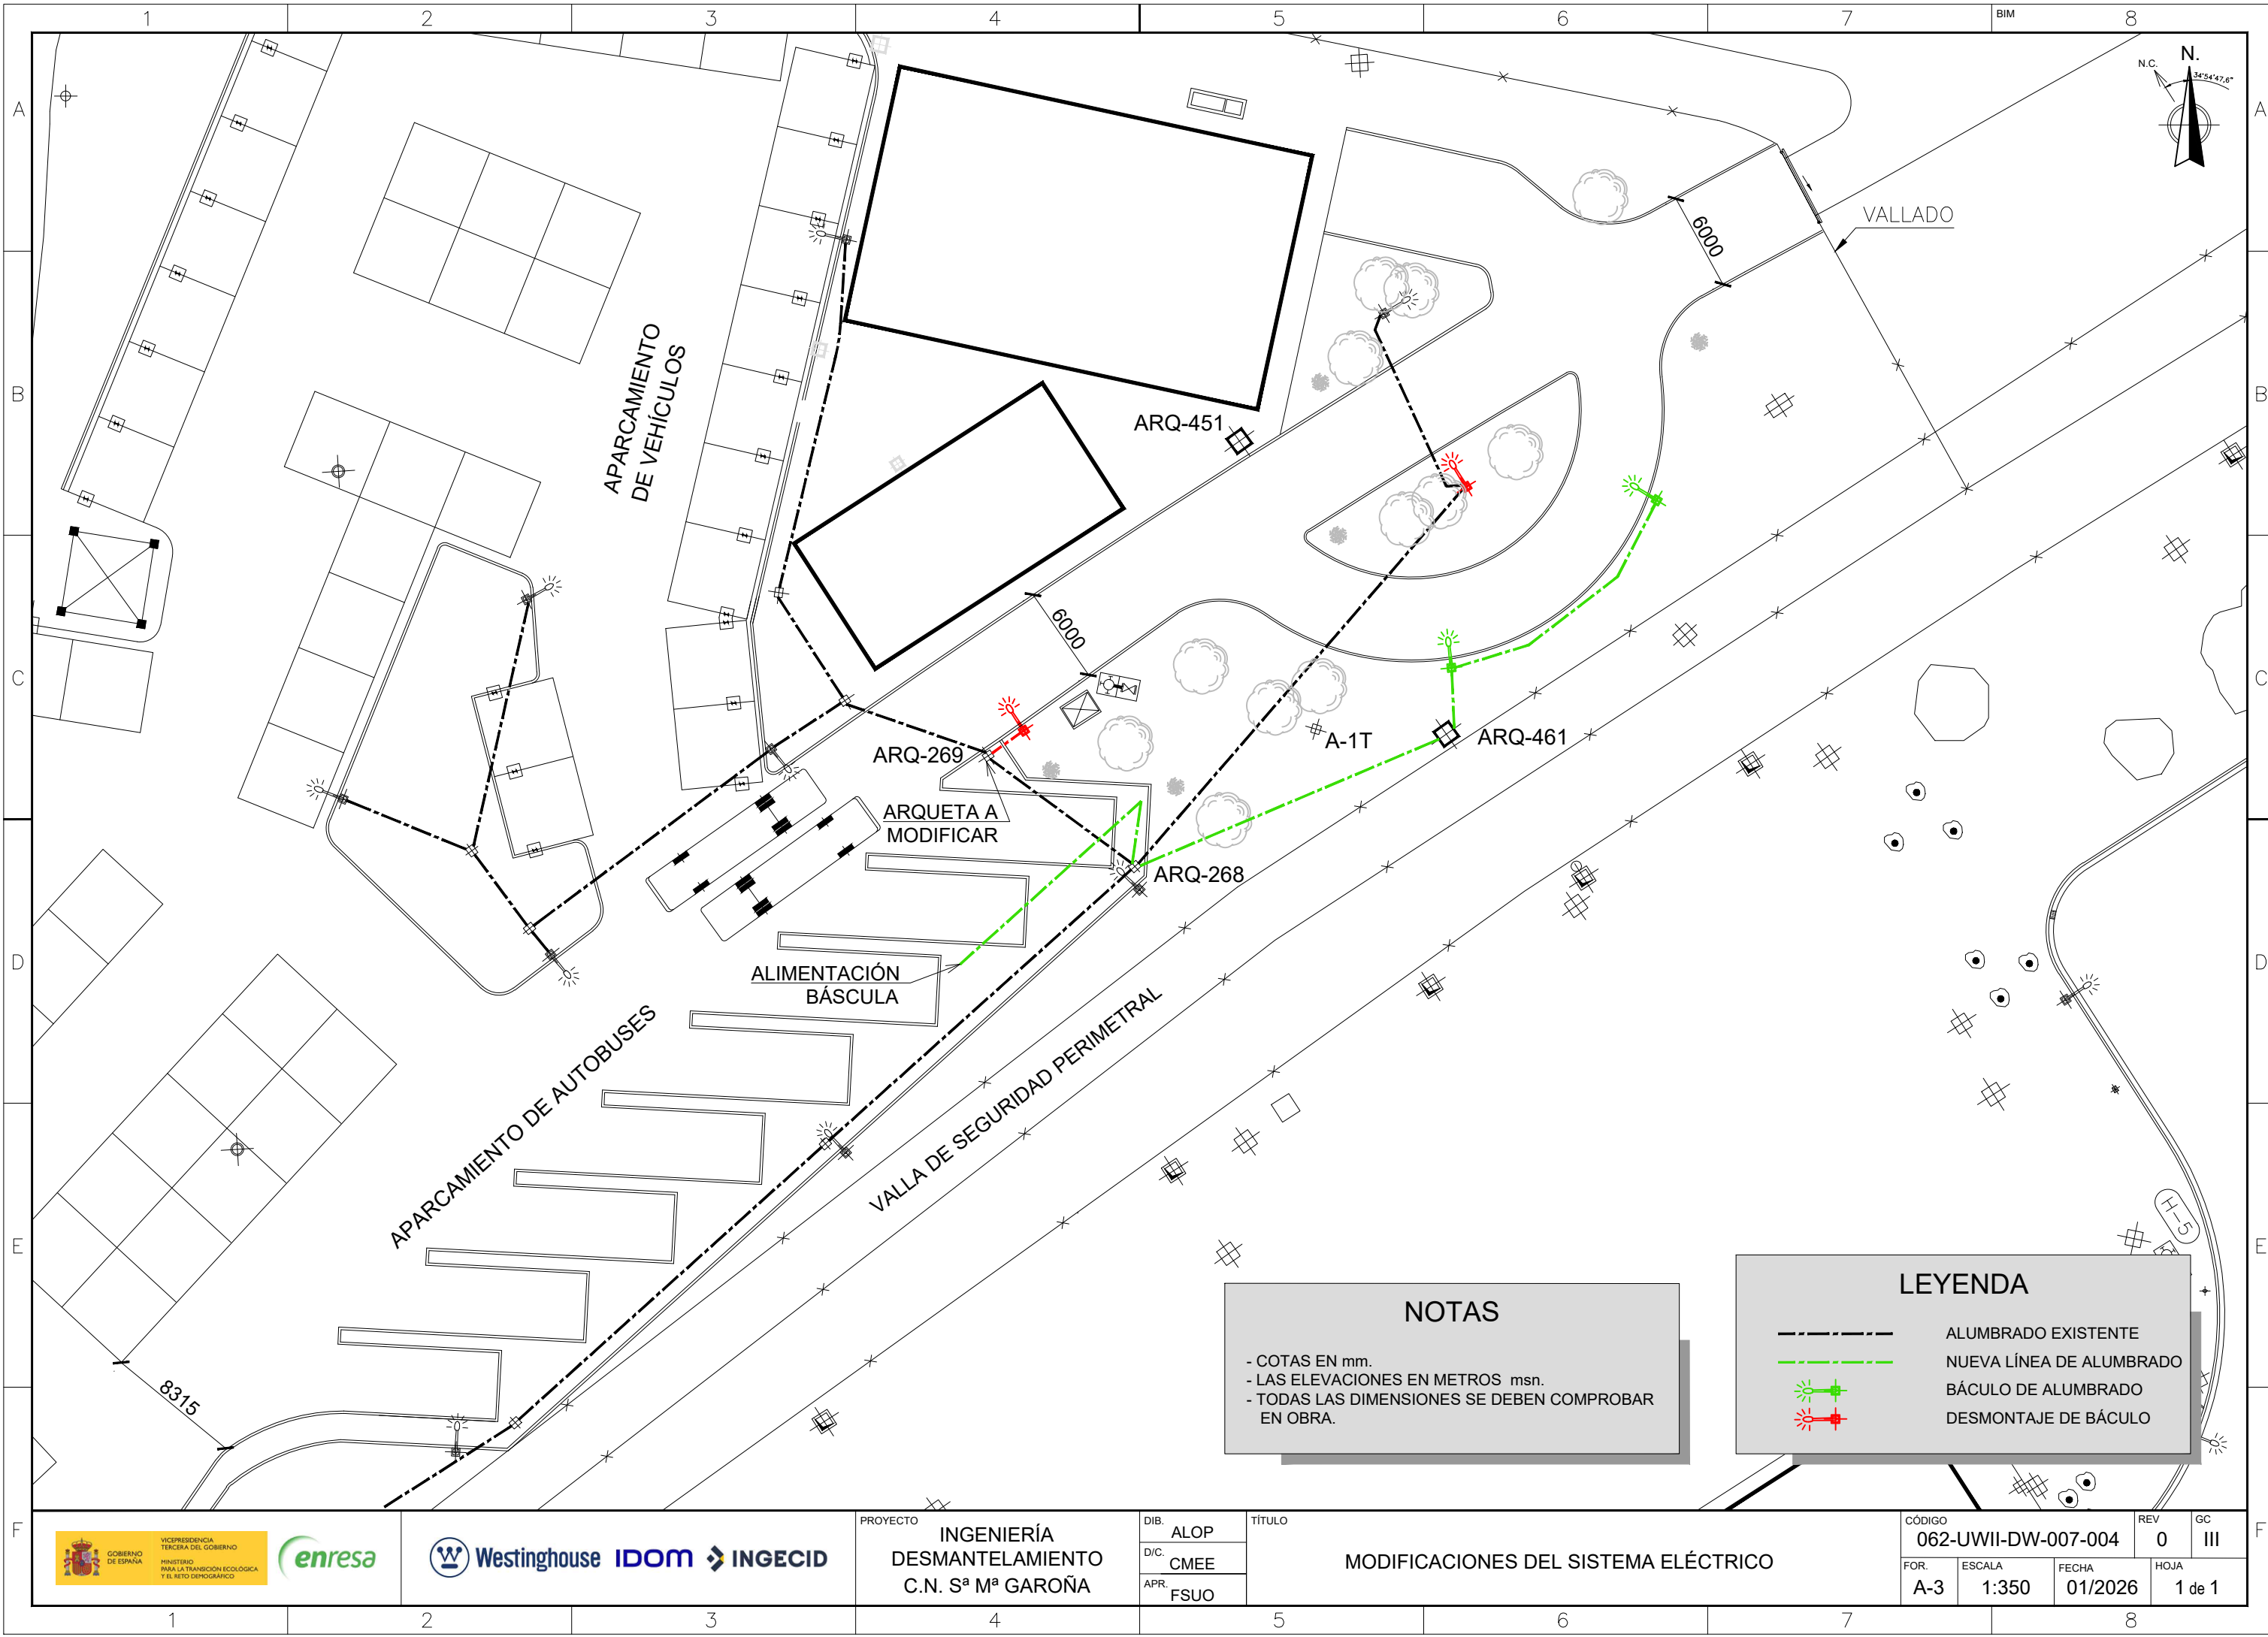 1 2 3 4 5 6 7 8
BIM
A
A
N.
N.C.
34°54'47,6"
VALLADO
6000
B
B
APARCAMIENTO
DE VEHÍCULOS
ARQ-451
6000
C
C
ARQ-269
A-1T
ARQ-461
ARQUETA A
MODIFICAR
ARQ-268
D
D
ALIMENTACIÓN
BÁSCULA
APARCAMIENTO DE AUTOBUSES
VALLA DE SEGURIDAD PERIMETRAL
E
E
H-5
8315
NOTAS
- COTAS EN mm.
- LAS ELEVACIONES EN METROS msn.
- TODAS LAS DIMENSIONES SE DEBEN COMPROBAR
EN OBRA.
LEYENDA
ALUMBRADO EXISTENTE
NUEVA LÍNEA DE ALUMBRADO
BÁCULO DE ALUMBRADO
DESMONTAJE DE BÁCULO
F
F
GOBIERNO
DE ESPAÑA
VICEPRESIDENCIA
TERCERA DEL GOBIERNO
MINISTERIO
PARA LA TRANSICIÓN ECOLÓGICA
Y EL RETO DEMOGRÁFICO
enresa
W Westinghouse
IDOM
INGECID
PROYECTO
INGENIERÍA
DESMANTELAMIENTO
C.N. Sª Mª GAROÑA
DIB. ALOP
D/C. CMEE
APR. FSUO
TÍTULO
MODIFICACIONES DEL SISTEMA ELÉCTRICO
CÓDIGO
062-UWII-DW-007-004
REV
0
GC
III
FOR.
A-3
ESCALA
1:350
FECHA
01/2026
HOJA
1 de 1
1 2 3 4 5 6 7 8